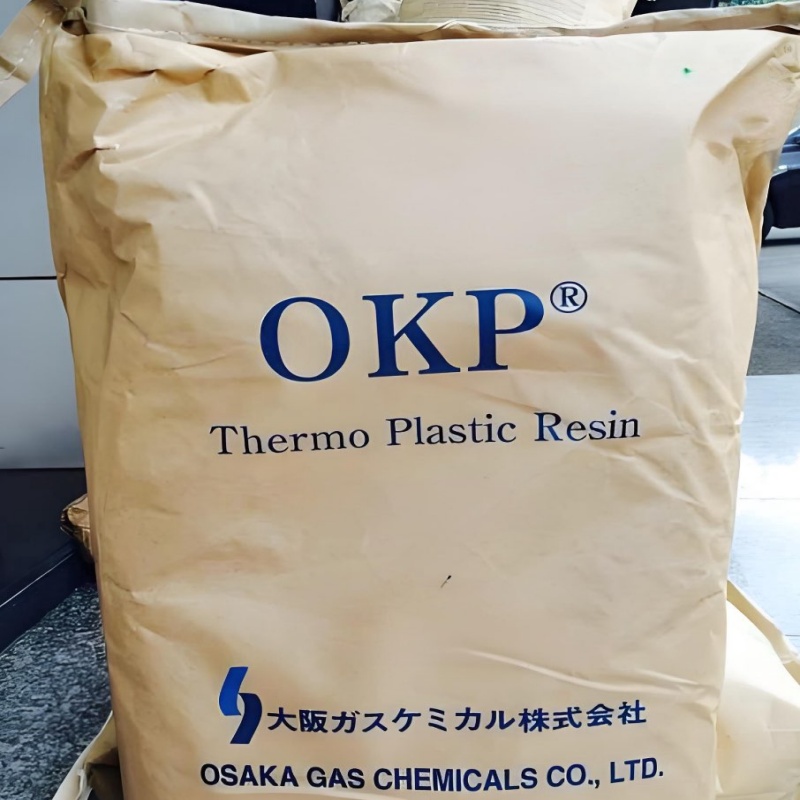 OKP®
Thermo Plastic Resin
大阪ガスケミカル株式会社
OSAKA GAS CHEMICALS CO., LTD.